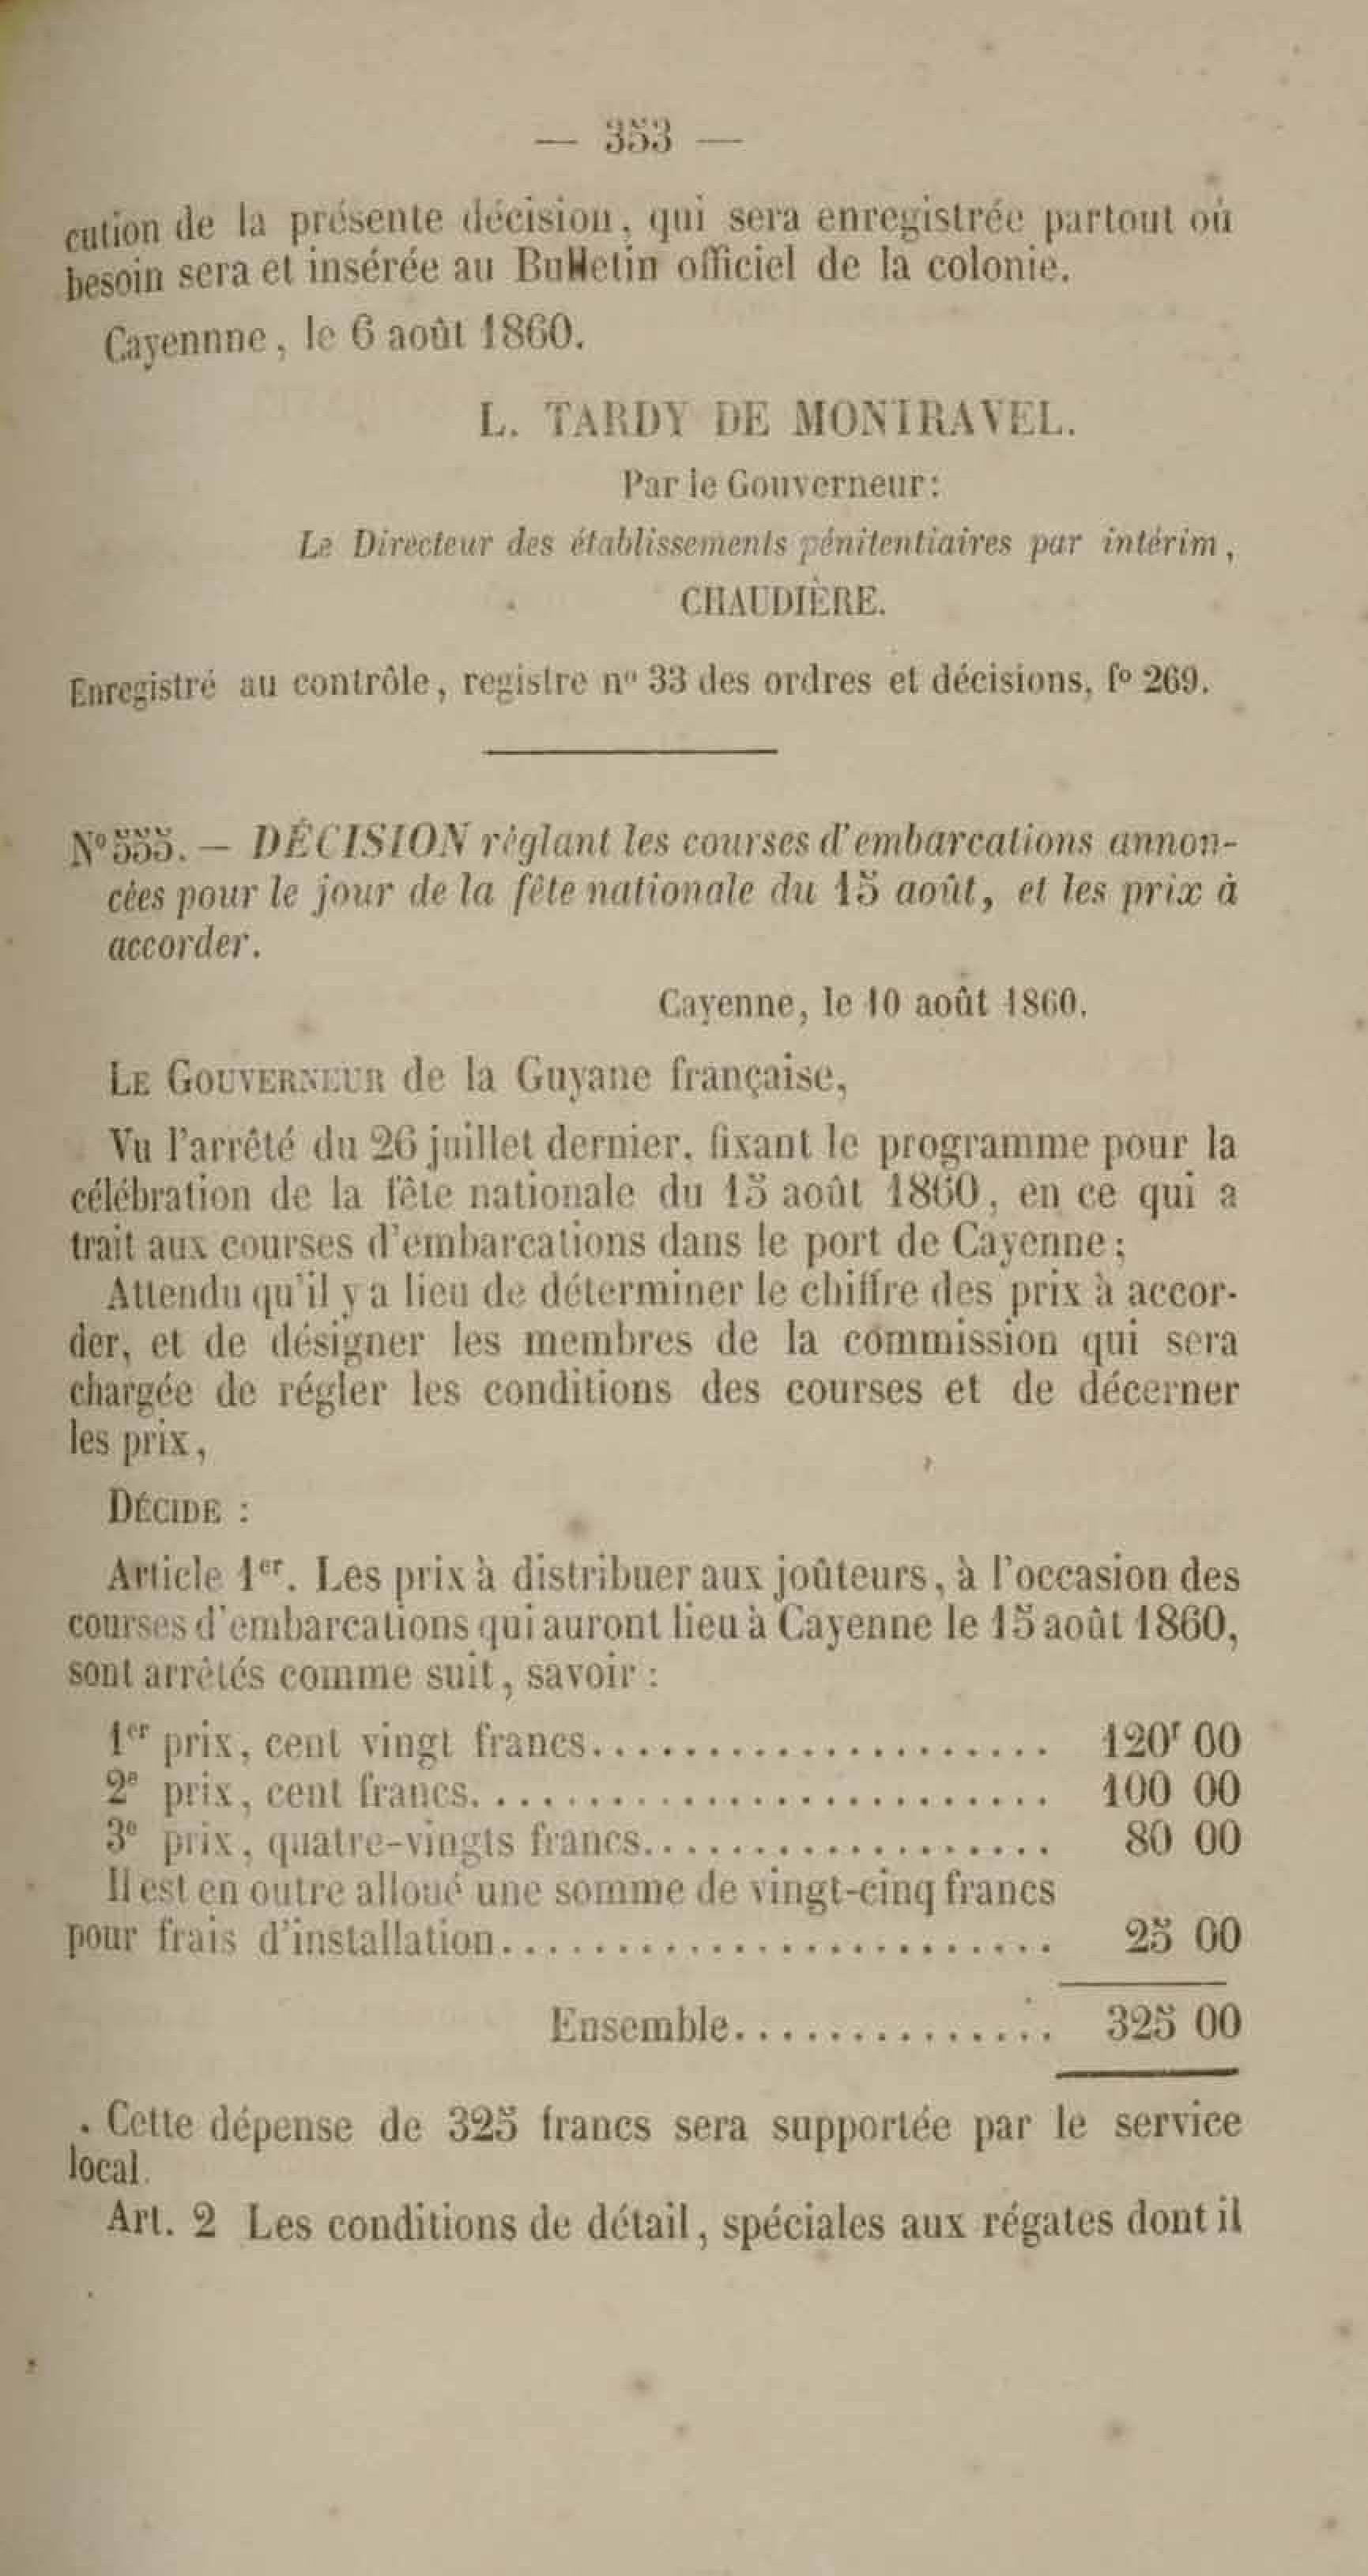 — 353 —
cution de la présente décision, qui sera enregistrée partout où
besoin sera et insérée au Bulletin officiel de la colonie.
Cayennne, le 6 août 1860.
L. TARDY DE MONTRAVEL.
Par le Gouverneur:
Le Directeur des établissements pénitentiaires par intérim,
CHAUDIÈRE.
Enregistré au contrôle, registre n° 33 des ordres et décisions, f° 269.
N° 555. — DÉCISION réglant les courses d'embarcations annon-
cées pour le jour de la fête nationale du 15 août, et les prix à
accorder.
Cayenne, le 10 août 1860.
LE GOUVERNEUR de la Guyane française,
Vu l'arrêté du 26 juillet dernier, fixant le programme pour la
célébration de la fête nationale du 15 août 1860, en ce qui a
trait aux courses d'embarcations dans le port de Cayenne;
Attendu qu'il y a lieu de déterminer le chiffre des prix à accor-
der, et de désigner les membres de la commission qui sera
chargée de régler les conditions des courses et de décerner
les prix,
DÉCIDE :
Article 1er. Les prix à distribuer aux joûteurs, à l'occasion des
courses d'embarcations qui auront lieu à Cayenne le 15 août 1860,
sont arrêtés comme suit, savoir :
1er prix, cent vingt francs..................... 120f 00
2e prix, cent francs.......................... 100 00
3e prix, quatre-vingts francs.................. 80 00
Il est en outre alloué une somme de vingt-cinq francs
pour frais d'installation........................ 25 00
Ensemble.............. 325 00
Cette dépense de 325 francs sera supportée par le service
local.
Art. 2 Les conditions de détail, spéciales aux régates dont il